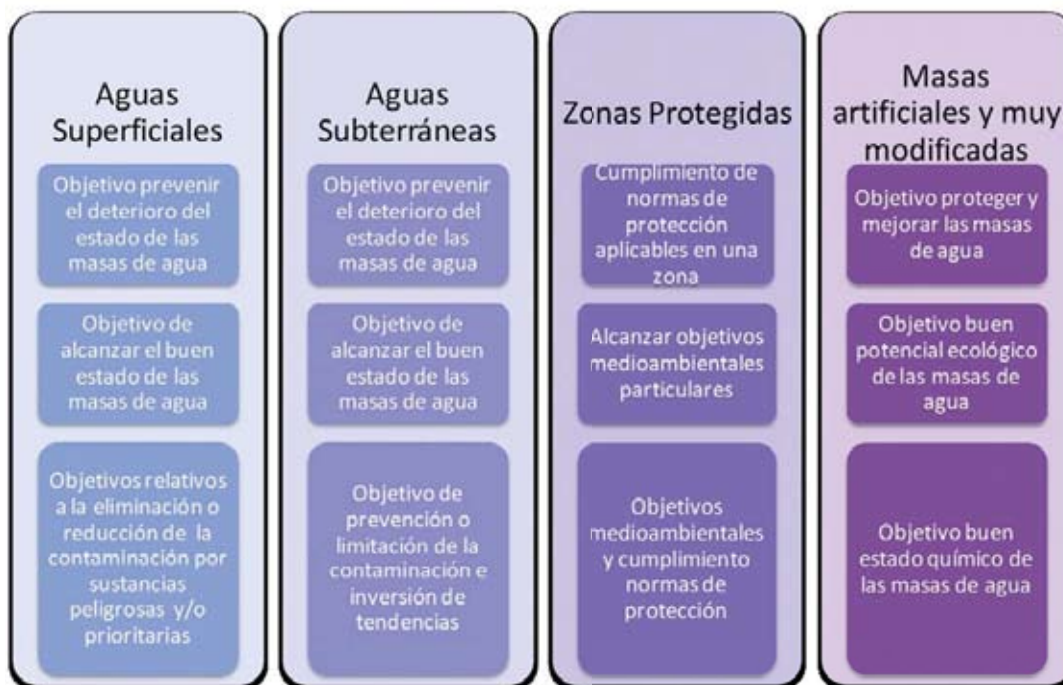 Aguas
Superficiales
Objetivo prevenir
el deterioro del
estado de las
masas de agua
Objetivo de
alcanzar el buen
estado de las
masas de agua
Objetivos relativos
a la eliminación o
reducción de la
contaminación por
sustancias
peligrosas y/o
prioritarias
Aguas
Subterráneas
Objetivo prevenir
el deterioro del
estado de las
masas de agua
Objetivo de
alcanzar el buen
estado de las
masas de agua
Objetivo de
prevención o
limitación de la
contaminación e
inversión de
tendencias
Zonas Protegidas
Cumplimiento de
normas de
protección
aplicables en una
zona
Alcanzar objetivos
medioambientales
particulares
Objetivos
medioambientales
y cumplimiento
normas de
protección
Masas
artificiales y muy
modificadas
Objetivo proteger y
mejorar las masas
de agua
Objetivo buen
potencial ecológico
de las masas de
agua
Objetivo buen
estado químico de
las masas de agua